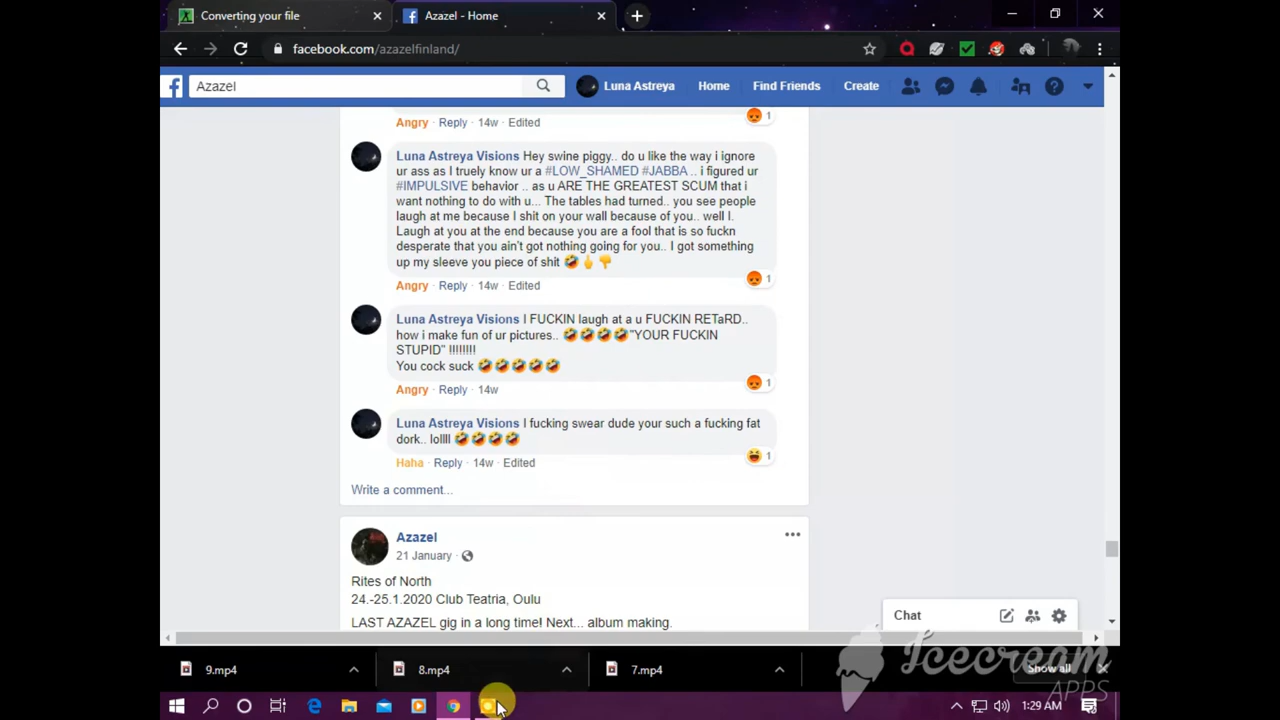 Converting your file
Azazel - Home
facebook.com/azazelfinland/
Azazel
Luna Astreya
Home
Find Friends
Create
Angry · Reply · 14w · Edited
1
Luna Astreya Visions Hey swine piggy.. do u like the way i ignore
ur ass as I truely know ur a #LOW_SHAMED #JABBA .. i figured ur
#IMPULSIVE behavior .. as u ARE THE GREATEST SCUM that i
want nothing to do with u... The tables had turned.. you see people
laugh at me because I shit on your wall because of you.. well I.
Laugh at you at the end because you are a fool that is so fuckn
desperate that you ain't got nothing going for you.. I got something
up my sleeve you piece of shit 🤣🖕👎
1
Angry · Reply · 14w · Edited
Luna Astreya Visions I FUCKIN laugh at a u FUCKIN RETaRD..
how i make fun of ur pictures.. 🤣🤣🤣🤣"YOUR FUCKIN
STUPID" !!!!!!!!
You cock suck 🤣🤣🤣🤣🤣
1
Angry · Reply · 14w
Luna Astreya Visions I fucking swear dude your such a fucking fat
dork.. lollll 🤣🤣🤣🤣
1
Haha · Reply · 14w · Edited
Write a comment...
Azazel
21 January ·
Rites of North
24.-25.1.2020 Club Teatria, Oulu
LAST AZAZEL gig in a long time! Next... album making.
Chat
Icecream
APPS
9.mp4
8.mp4
7.mp4
Show all
1:29 AM